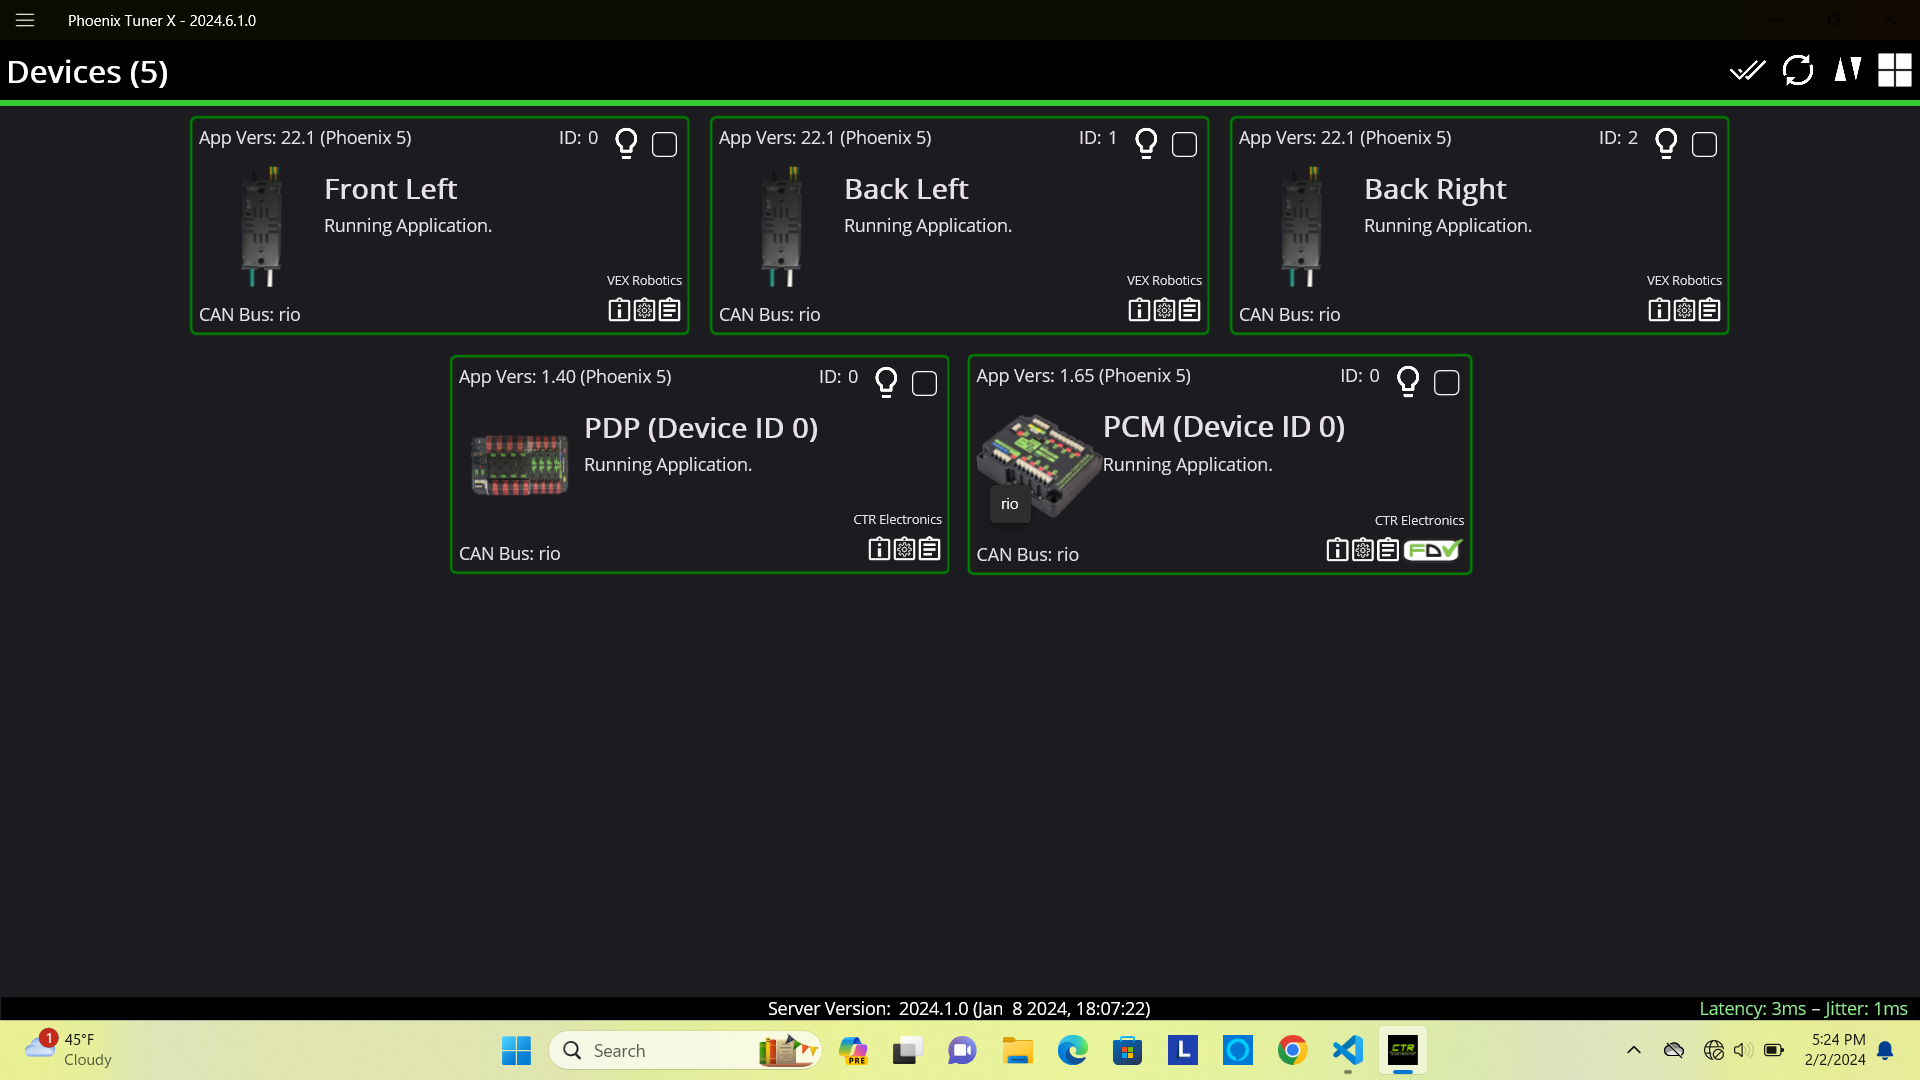 Phoenix Tuner X - 2024.6.1.0
Devices (5)
App Vers: 22.1 (Phoenix 5) ID: 0
Front Left
Running Application.
VEX Robotics
CAN Bus: rio
App Vers: 22.1 (Phoenix 5) ID: 1
Back Left
Running Application.
VEX Robotics
CAN Bus: rio
App Vers: 22.1 (Phoenix 5) ID: 2
Back Right
Running Application.
VEX Robotics
CAN Bus: rio
App Vers: 1.40 (Phoenix 5) ID: 0
PDP (Device ID 0)
Running Application.
CTR Electronics
CAN Bus: rio
App Vers: 1.65 (Phoenix 5) ID: 0
PCM (Device ID 0)
Running Application.
rio
CTR Electronics
CAN Bus: rio
FDV
Server Version: 2024.1.0 (Jan 8 2024, 18:07:22)
Latency: 3ms – Jitter: 1ms
1
45°F
Cloudy
Search
PRE
L
CTR
5:24 PM
2/2/2024